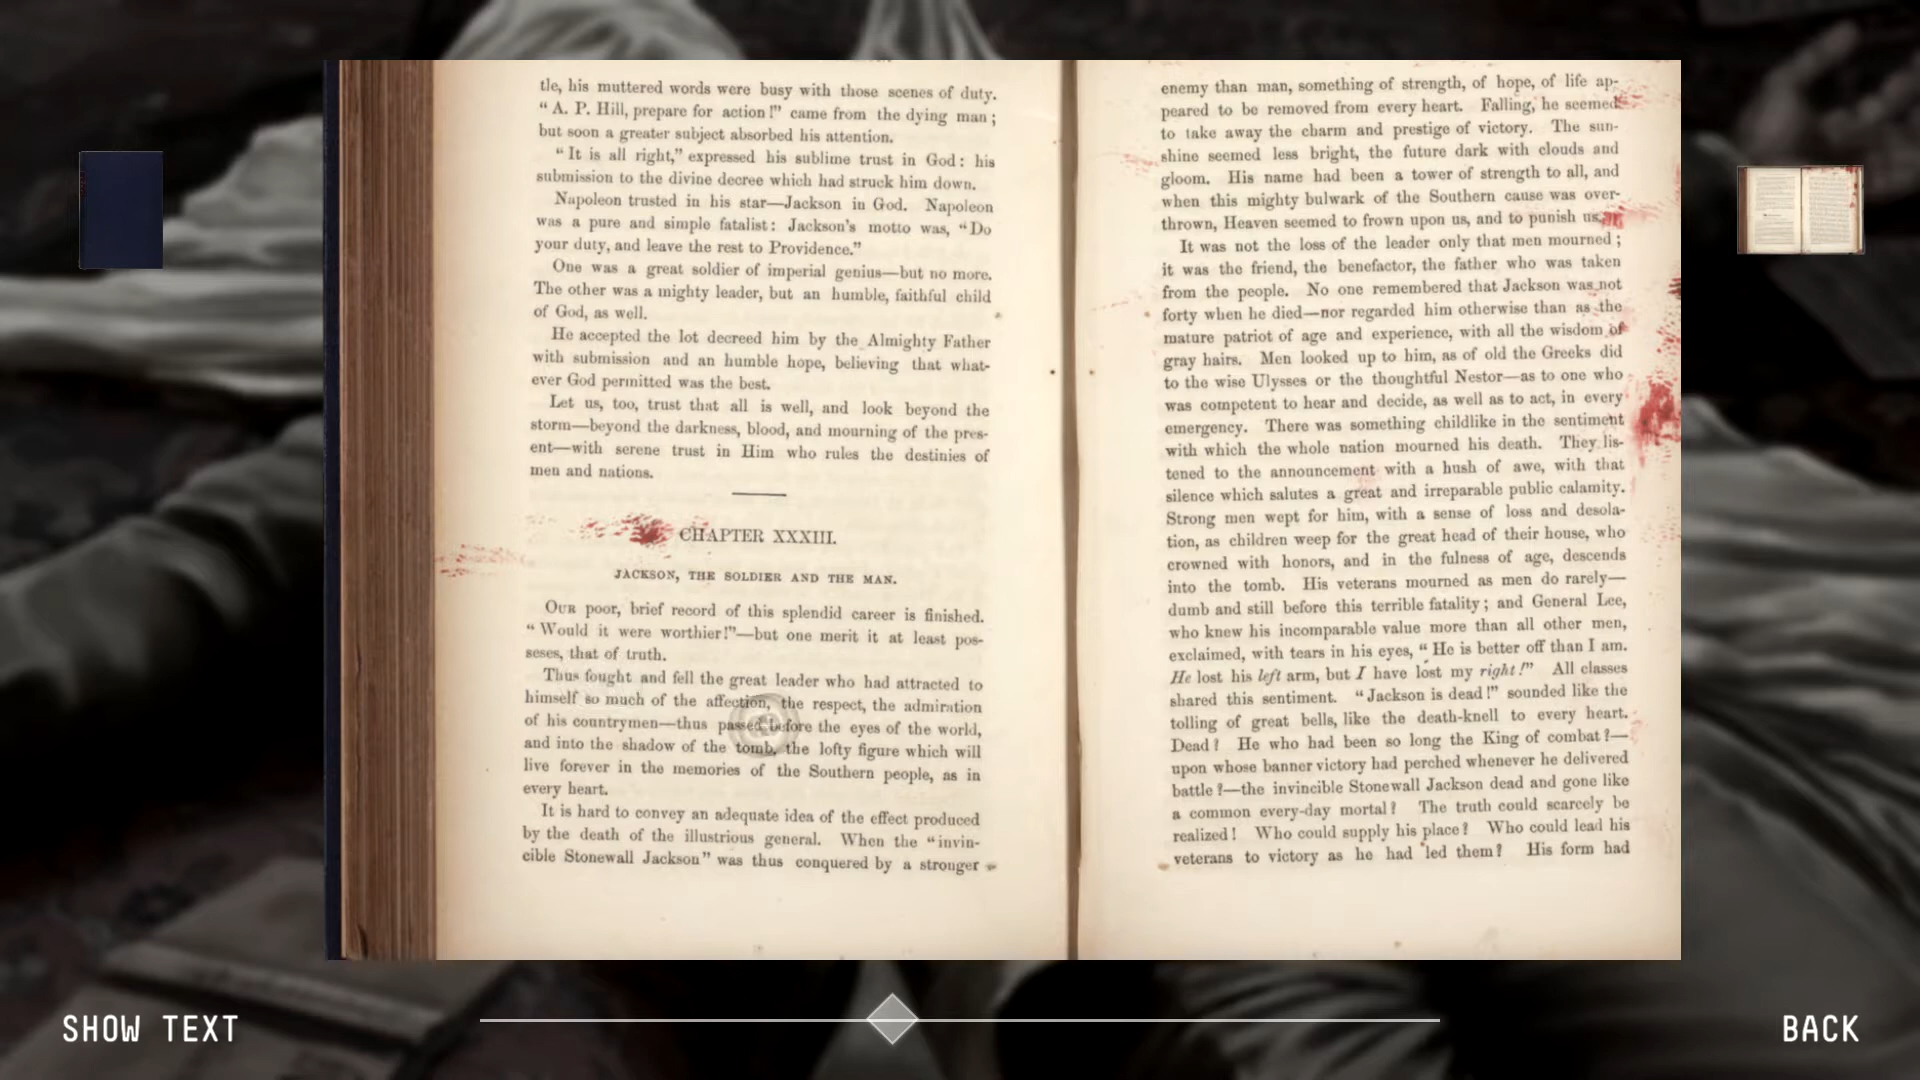 tle, his muttered words were busy with those scenes of duty.
“ A. P. Hill, prepare for action !” came from the dying man ;
but soon a greater subject absorbed his attention.
“ It is all right,” expressed his sublime trust in God : his
submission to the divine decree which had struck him down.
Napoleon trusted in his star—Jackson in God. Napoleon
was a pure and simple fatalist : Jackson’s motto was, “ Do
your duty, and leave the rest to Providence.”
One was a great soldier of imperial genius—but no more.
The other was a mighty leader, but an humble, faithful child
of God, as well.
He accepted the lot decreed him by the Almighty Father
with submission and an humble hope, believing that what-
ever God permitted was the best.
Let us, too, trust that all is well, and look beyond the
storm—beyond the darkness, blood, and mourning of the pres-
ent—with serene trust in Him who rules the destinies of
men and nations.
CHAPTER XXXIII.
JACKSON, THE SOLDIER AND THE MAN.
OUR poor, brief record of this splendid career is finished.
“ Would it were worthier !”—but one merit it at least pos-
seses, that of truth.
Thus fought and fell the great leader who had attracted to
himself so much of the affection, the respect, the admiration
of his countrymen—thus passed before the eyes of the world,
and into the shadow of the tomb, the lofty figure which will
live forever in the memories of the Southern people, as in
every heart.
It is hard to convey an adequate idea of the effect produced
by the death of the illustrious general. When the “ invin-
cible Stonewall Jackson ” was thus conquered by a stronger
enemy than man, something of strength, of hope, of life ap-
peared to be removed from every heart. Falling, he seemed
to take away the charm and prestige of victory. The sun-
shine seemed less bright, the future dark with clouds and
gloom. His name had been a tower of strength to all, and
when this mighty bulwark of the Southern cause was over-
thrown, Heaven seemed to frown upon us, and to punish us.
It was not the loss of the leader only that men mourned ;
it was the friend, the benefactor, the father who was taken
from the people. No one remembered that Jackson was not
forty when he died—nor regarded him otherwise than as the
mature patriot of age and experience, with all the wisdom of
gray hairs. Men looked up to him, as of old the Greeks did
to the wise Ulysses or the thoughtful Nestor—as to one who
was competent to hear and decide, as well as to act, in every
emergency. There was something childlike in the sentiment
with which the whole nation mourned his death. They lis-
tened to the announcement with a hush of awe, with that
silence which salutes a great and irreparable public calamity.
Strong men wept for him, with a sense of loss and desola-
tion, as children weep for the great head of their house, who
crowned with honors, and in the fulness of age, descends
into the tomb. His veterans mourned as men do rarely—
dumb and still before this terrible fatality ; and General Lee,
who knew his incomparable value more than all other men,
exclaimed, with tears in his eyes, “ He is better off than I am.
He lost his left arm, but I have lost my right !” All classes
shared this sentiment. “ Jackson is dead !” sounded like the
tolling of great bells, like the death-knell to every heart.
Dead ? He who had been so long the King of combat ?—
upon whose banner victory had perched whenever he delivered
battle ?—the invincible Stonewall Jackson dead and gone like
a common every-day mortal ? The truth could scarcely be
realized ! Who could supply his place ? Who could lead his
veterans to victory as he had led them ? His form had
SHOW TEXT
BACK